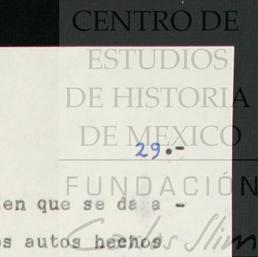 CENTRO DE
ESTUDIOS
DE HISTORIA
DE MEXICO
29.-
FUNDACIÓN
Carlos Slim
en que se da a -
s autos hechos